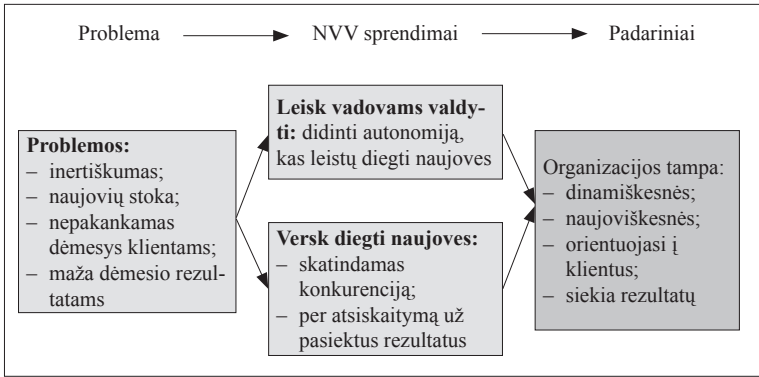 Problema NVV sprendimai Padariniai
Problemos:
– inertiškumas;
– naujovių stoka;
– nepakankamas
dėmesys klientams;
– maža dėmesio rezul-
tatams
Leisk vadovams valdy-
ti: didinti autonomiją,
kas leistų diegti naujoves
Versk diegti naujoves:
– skatindamas
konkurenciją;
– per atsiskaitymą už
pasiektus rezultatus
Organizacijos tampa:
– dinamiškesnės;
– naujoviškesnės;
– orientuojasi į
klientus;
– siekia rezultatų